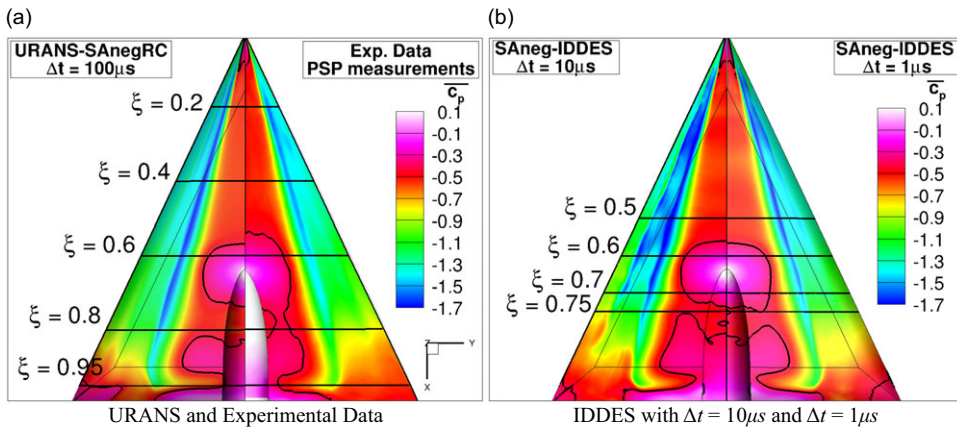 (a)
URANS-SAnegRC
Δt = 100μs
Exp. Data
PSP measurements
c_p
0.1
-0.1
-0.3
-0.5
-0.7
-0.9
-1.1
-1.3
-1.5
-1.7
ξ = 0.2
ξ = 0.4
ξ = 0.6
ξ = 0.8
ξ = 0.95
Z
Y
X
URANS and Experimental Data
(b)
SAneg-IDDES
Δt = 10μs
SAneg-IDDES
Δt = 1μs
c_p
0.1
-0.1
-0.3
-0.5
-0.7
-0.9
-1.1
-1.3
-1.5
-1.7
ξ = 0.5
ξ = 0.6
ξ = 0.7
ξ = 0.75
IDDES with Δt = 10μs and Δt = 1μs